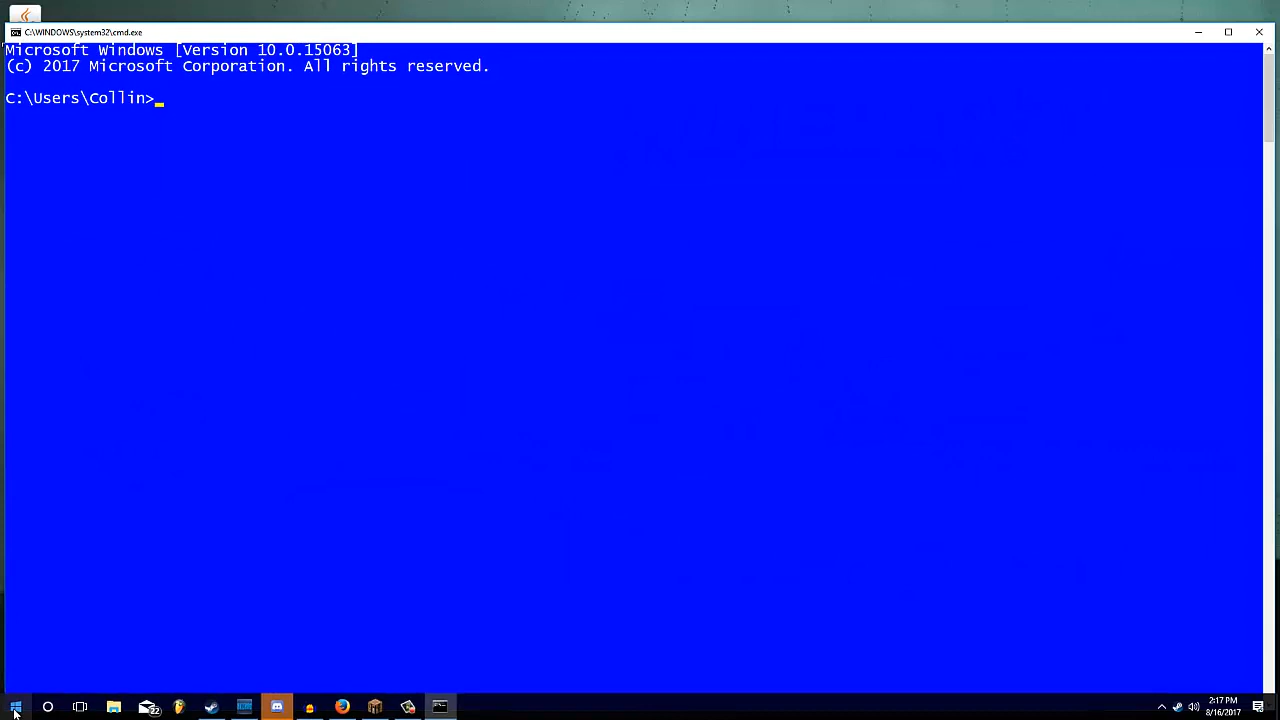 C:\WINDOWS\system32\cmd.exe
Microsoft Windows [Version 10.0.15063]
(c) 2017 Microsoft Corporation. All rights reserved.
C:\Users\Collin>
22
2:17 PM
8/16/2017